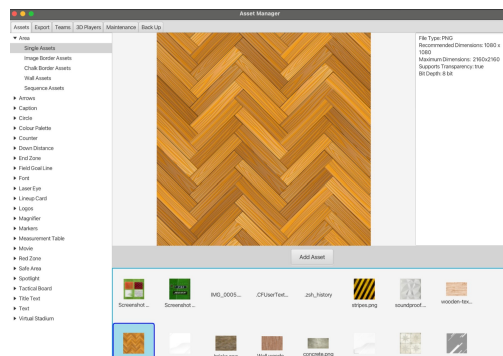 Asset Manager
Assets Export Teams 3D Players Maintenance Back Up
Area
Single Assets
Image Border Assets
Chalk Border Assets
Wall Assets
Sequence Assets
Arrows
Caption
Circle
Colour Palette
Counter
Down Distance
End Zone
Field Goal Line
Font
Laser Eye
Lineup Card
Logos
Magnifier
Markers
Measurement Table
Movie
Red Zone
Safe Area
Spotlight
Tactical Board
Title Text
Text
Virtual Stadium
File Type: PNG
Recommended Dimensions: 1080 x
1080
Maximum Dimensions: 2160x2160
Supports Transparency: true
Bit Depth: 8 bit
Add Asset
Screenshot... Screenshot... IMG_0005... .CFUserText... .zsh_history stripes.png soundproof... wooden-tex...
concrete.png